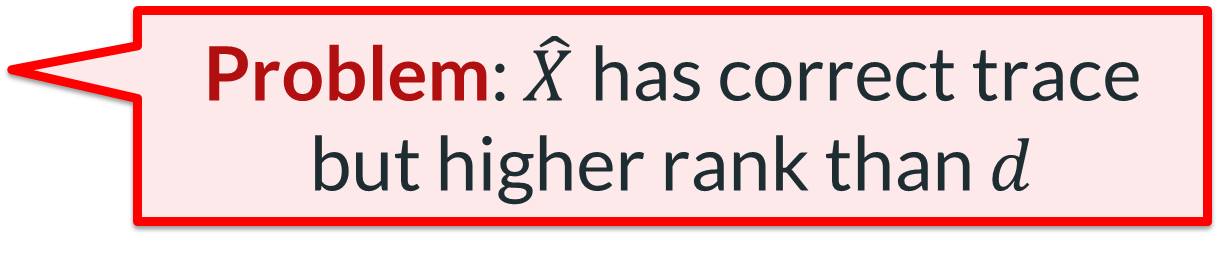 Problem: X̂ has correct trace
but higher rank than d